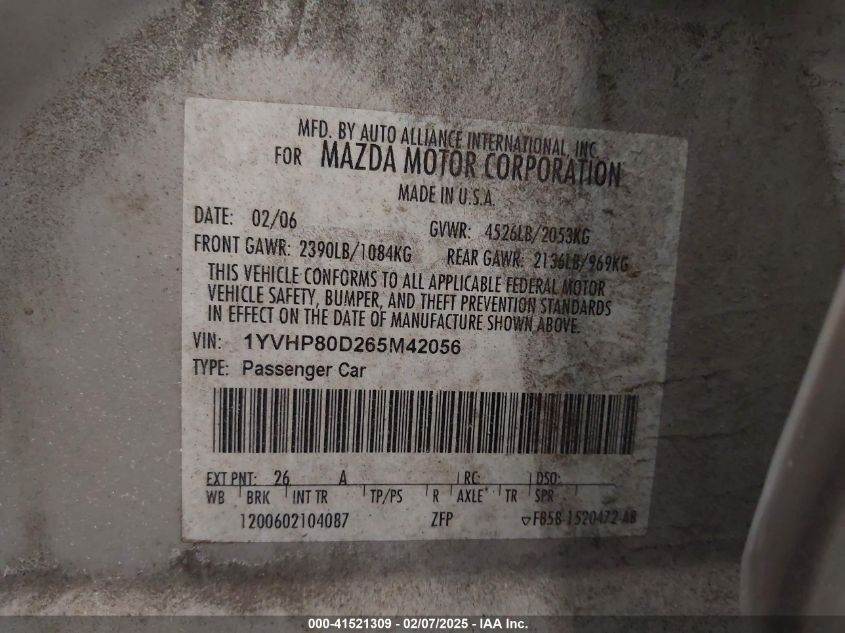 MFD. BY AUTO ALLIANCE INTERNATIONAL, INC.
FOR MAZDA MOTOR CORPORATION
MADE IN U.S.A.
DATE: 02/06 GVWR: 4526LB/2053KG
FRONT GAWR: 2390LB/1084KG REAR GAWR: 2136LB/969KG
THIS VEHICLE CONFORMS TO ALL APPLICABLE FEDERAL MOTOR
VEHICLE SAFETY, BUMPER, AND THEFT PREVENTION STANDARDS
IN EFFECT ON THE DATE OF MANUFACTURE SHOWN ABOVE.
VIN: 1YVHP80D265M42056
TYPE: Passenger Car
EXT PNT: 26 A RC: DSO:
WB BRK INT TR TP/PS R AXLE TR SPR
1200602104087 ZFP F85B-1520472-AB
000-41521309 — 02/07/2025 — IAA Inc.